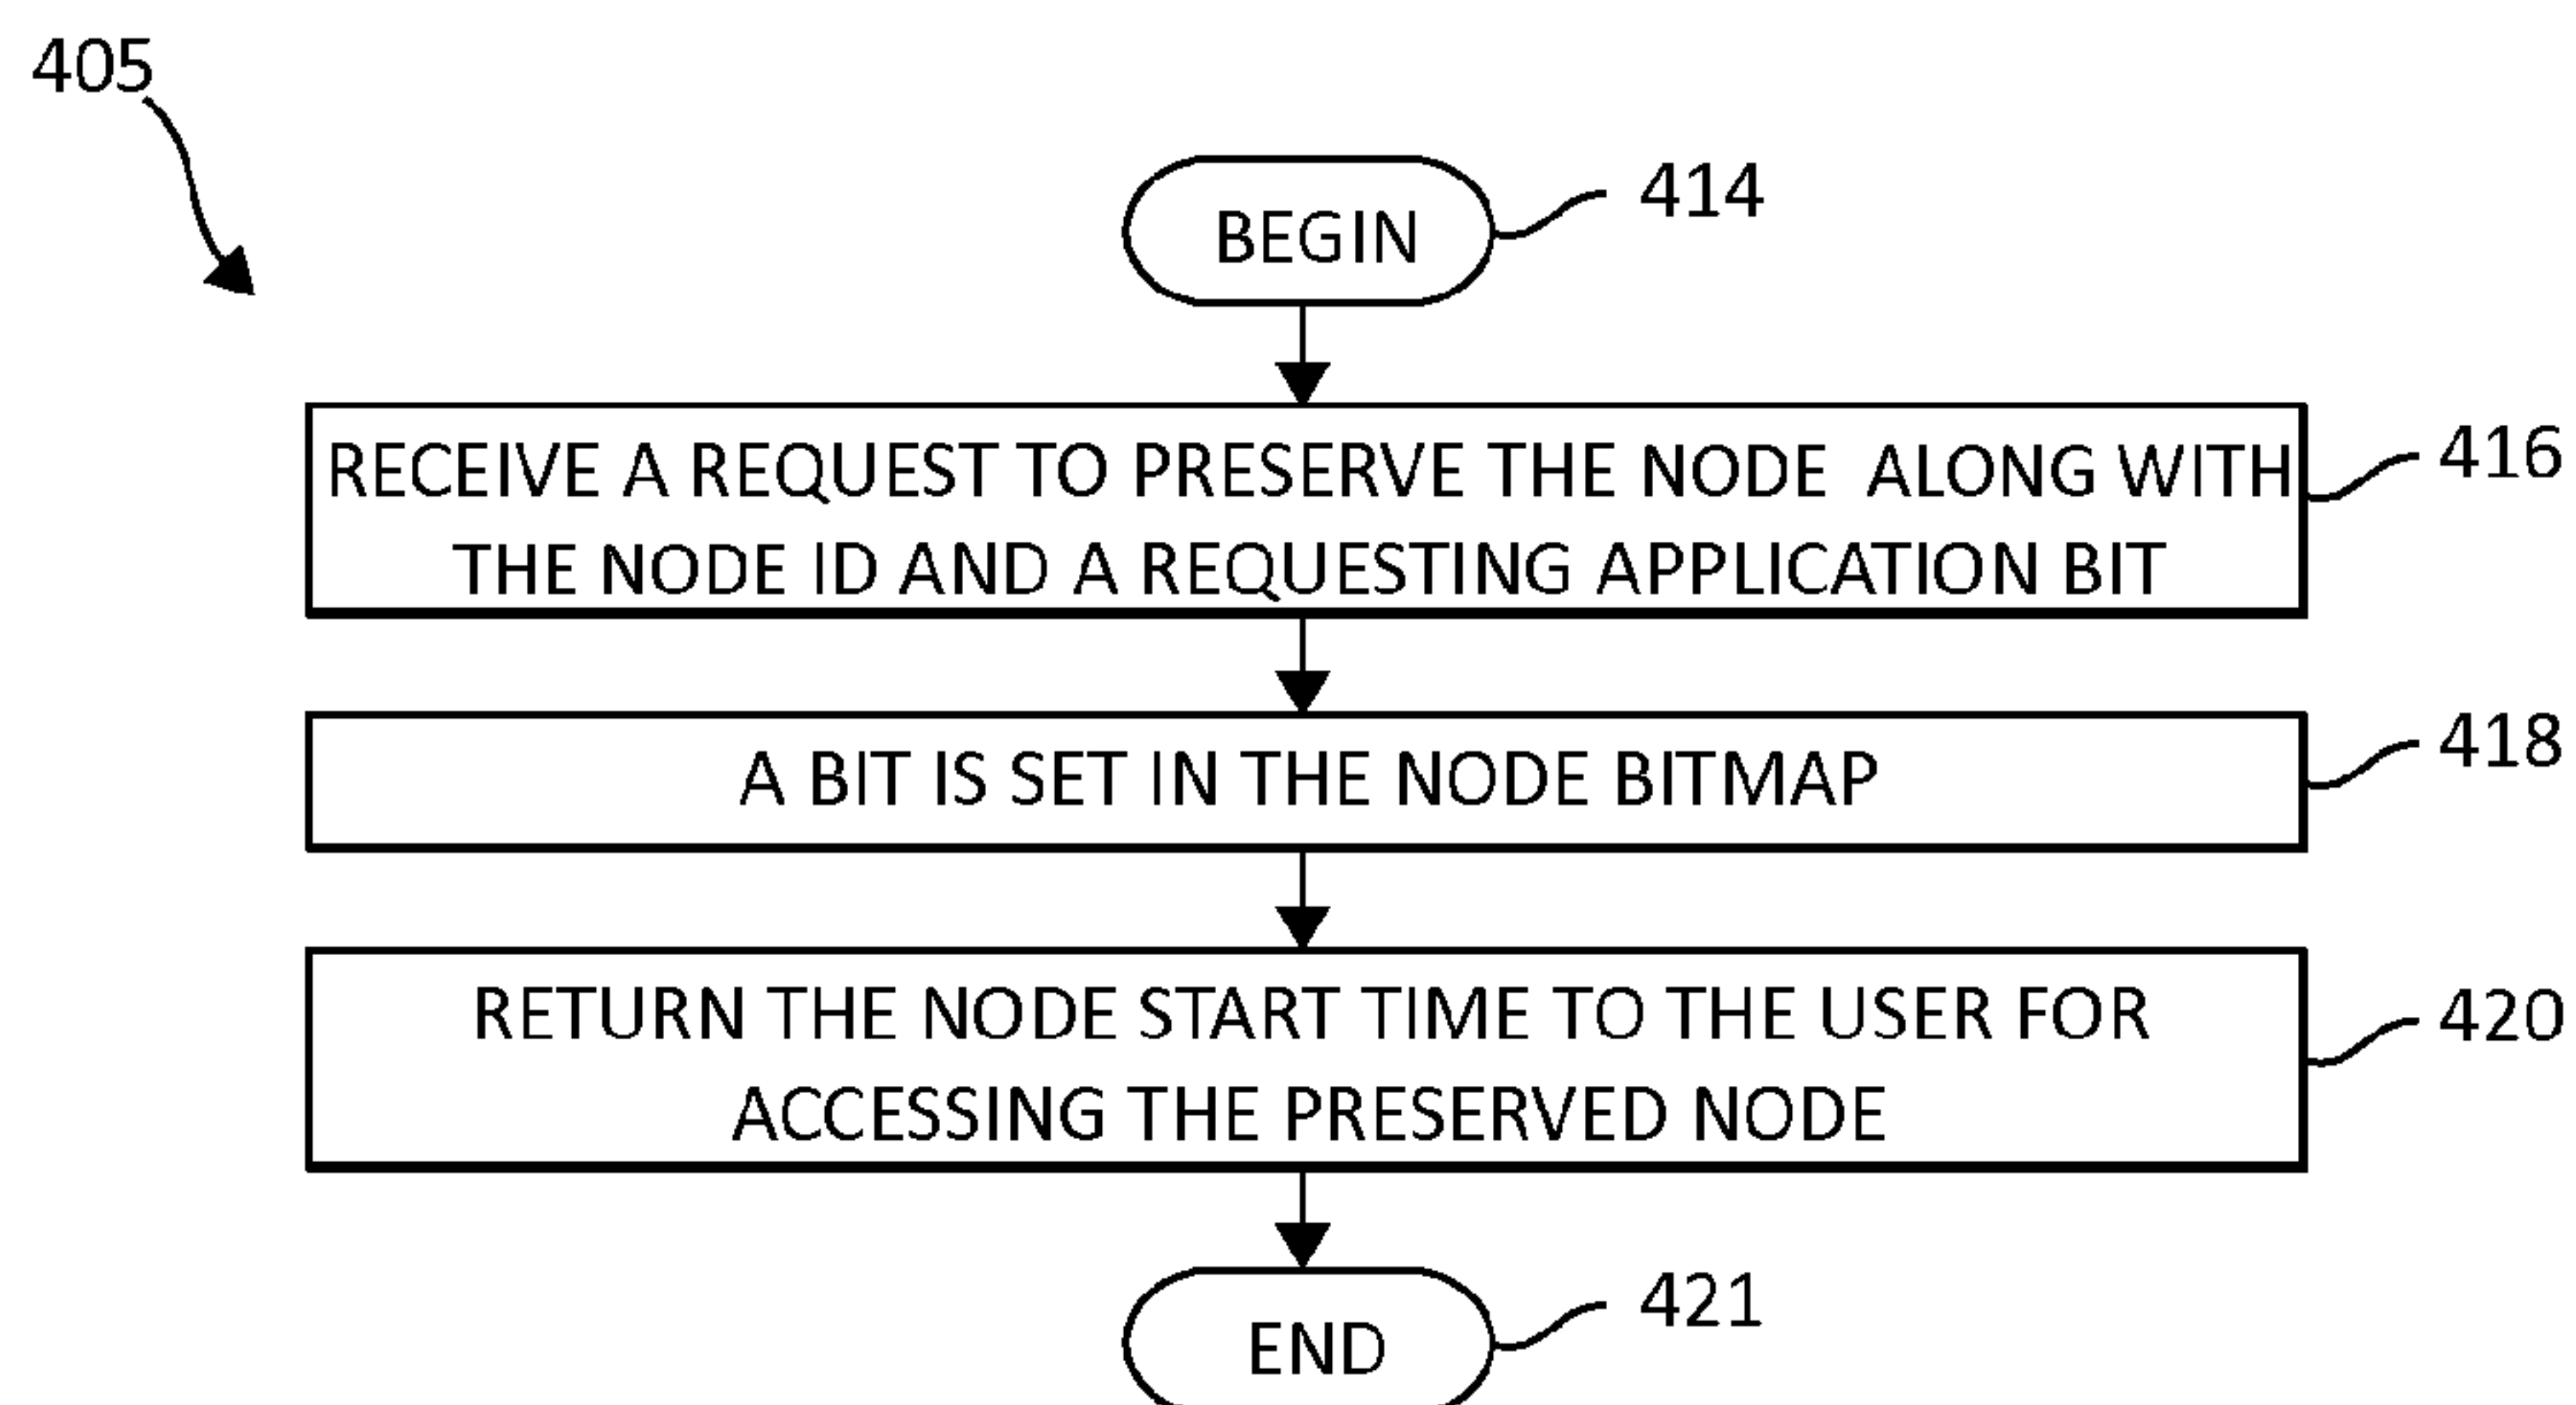 405
BEGIN
414
RECEIVE A REQUEST TO PRESERVE THE NODE ALONG WITH
THE NODE ID AND A REQUESTING APPLICATION BIT
416
A BIT IS SET IN THE NODE BITMAP
418
RETURN THE NODE START TIME TO THE USER FOR
ACCESSING THE PRESERVED NODE
420
END
421